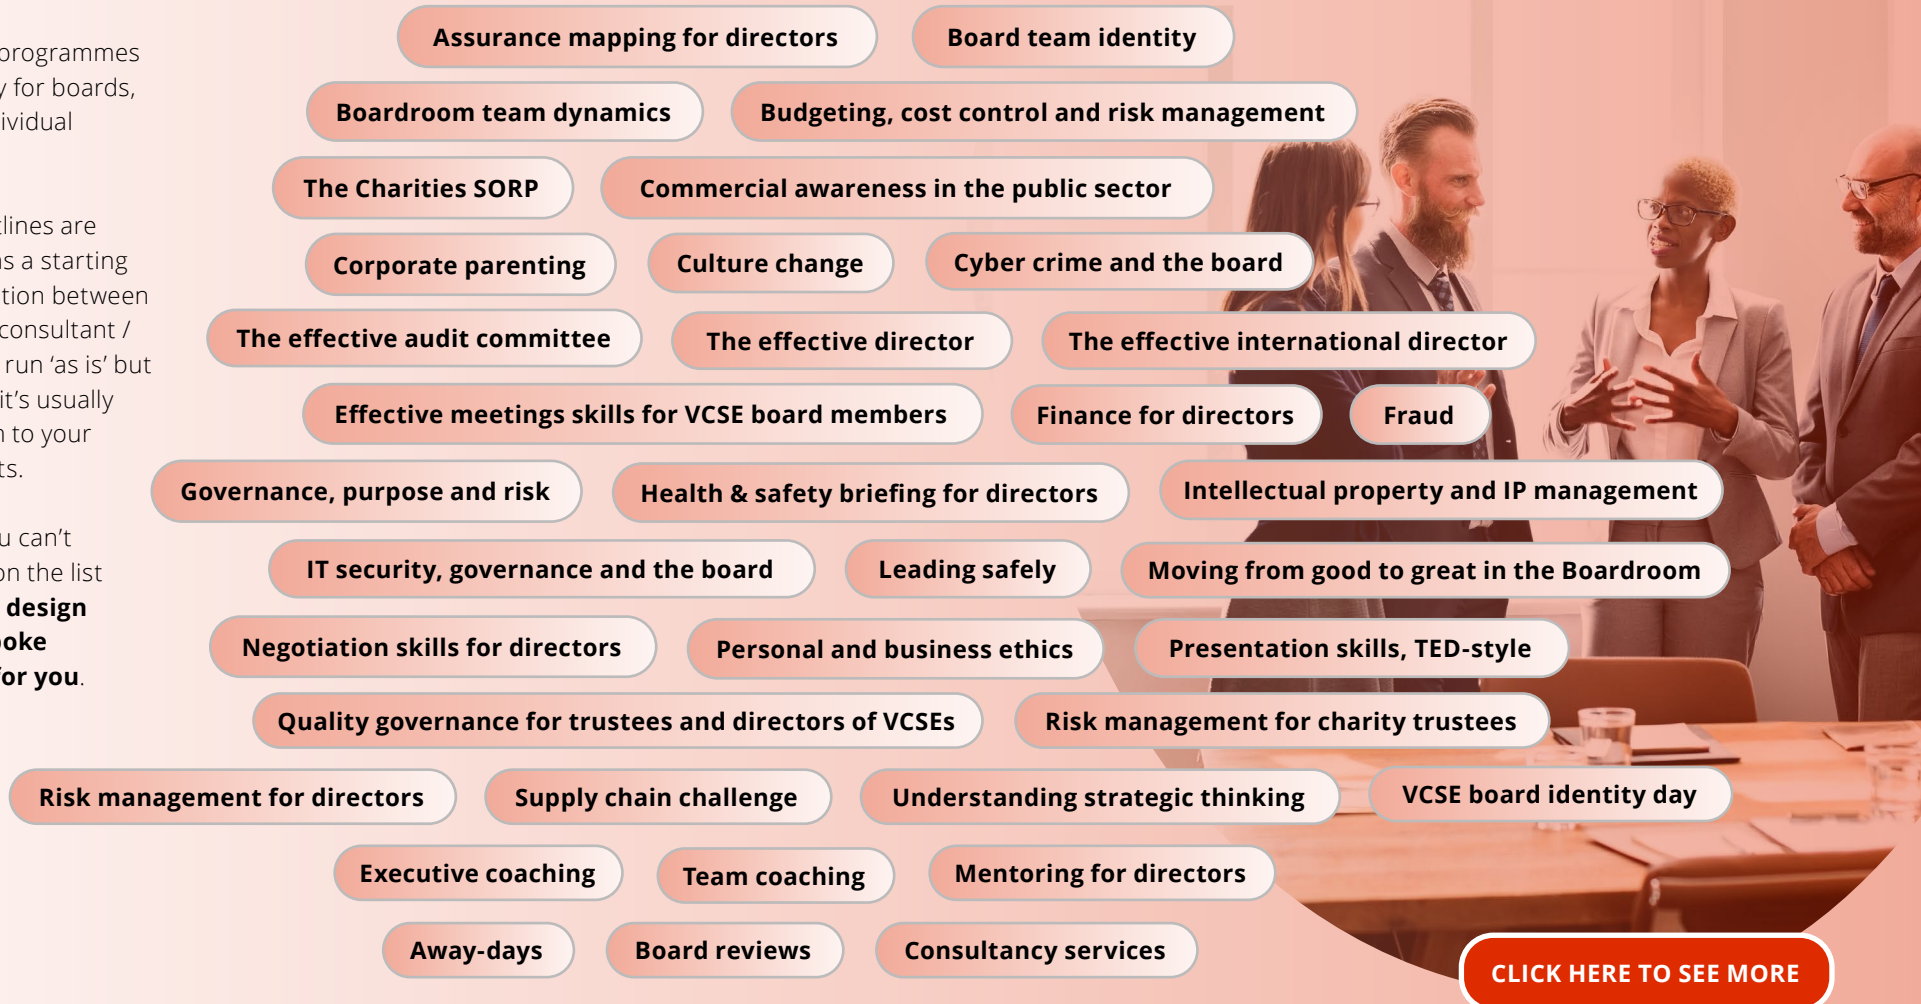 programmes
for boards,
tlines are
a starting
between
consultant /
run ‘as is’ but
it’s usually
to your
can’t
on the list
design
for you.
Assurance mapping for directors
Board team identity
Boardroom team dynamics
Budgeting, cost control and risk management
The Charities SORP
Commercial awareness in the public sector
Corporate parenting
Culture change
Cyber crime and the board
The effective audit committee
The effective director
The effective international director
Effective meetings skills for VCSE board members
Finance for directors
Fraud
Governance, purpose and risk
Health & safety briefing for directors
Intellectual property and IP management
IT security, governance and the board
Leading safely
Moving from good to great in the Boardroom
Negotiation skills for directors
Personal and business ethics
Presentation skills, TED-style
Quality governance for trustees and directors of VCSEs
Risk management for charity trustees
Risk management for directors
Supply chain challenge
Understanding strategic thinking
VCSE board identity day
Executive coaching
Team coaching
Mentoring for directors
Away-days
Board reviews
Consultancy services
CLICK HERE TO SEE MORE